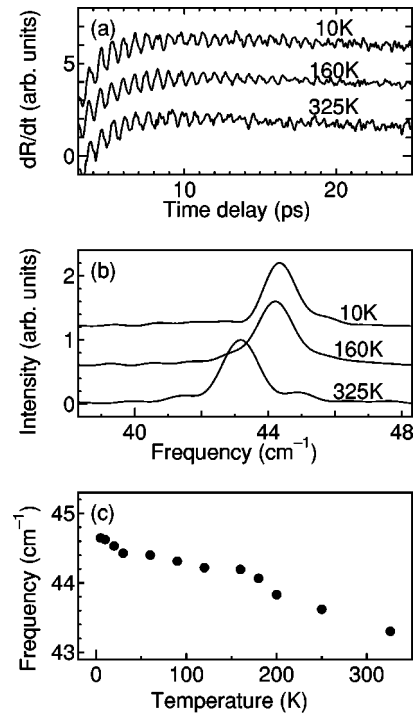 (a)
10K
160K
325K
5
0
dR/dt (arb. units)
10
20
Time delay (ps)
(b)
10K
160K
325K
2
1
0
Intensity (arb. units)
40
42
44
46
48
Frequency (cm⁻¹)
(c)
45
44
43
Frequency (cm⁻¹)
0
100
200
300
Temperature (K)